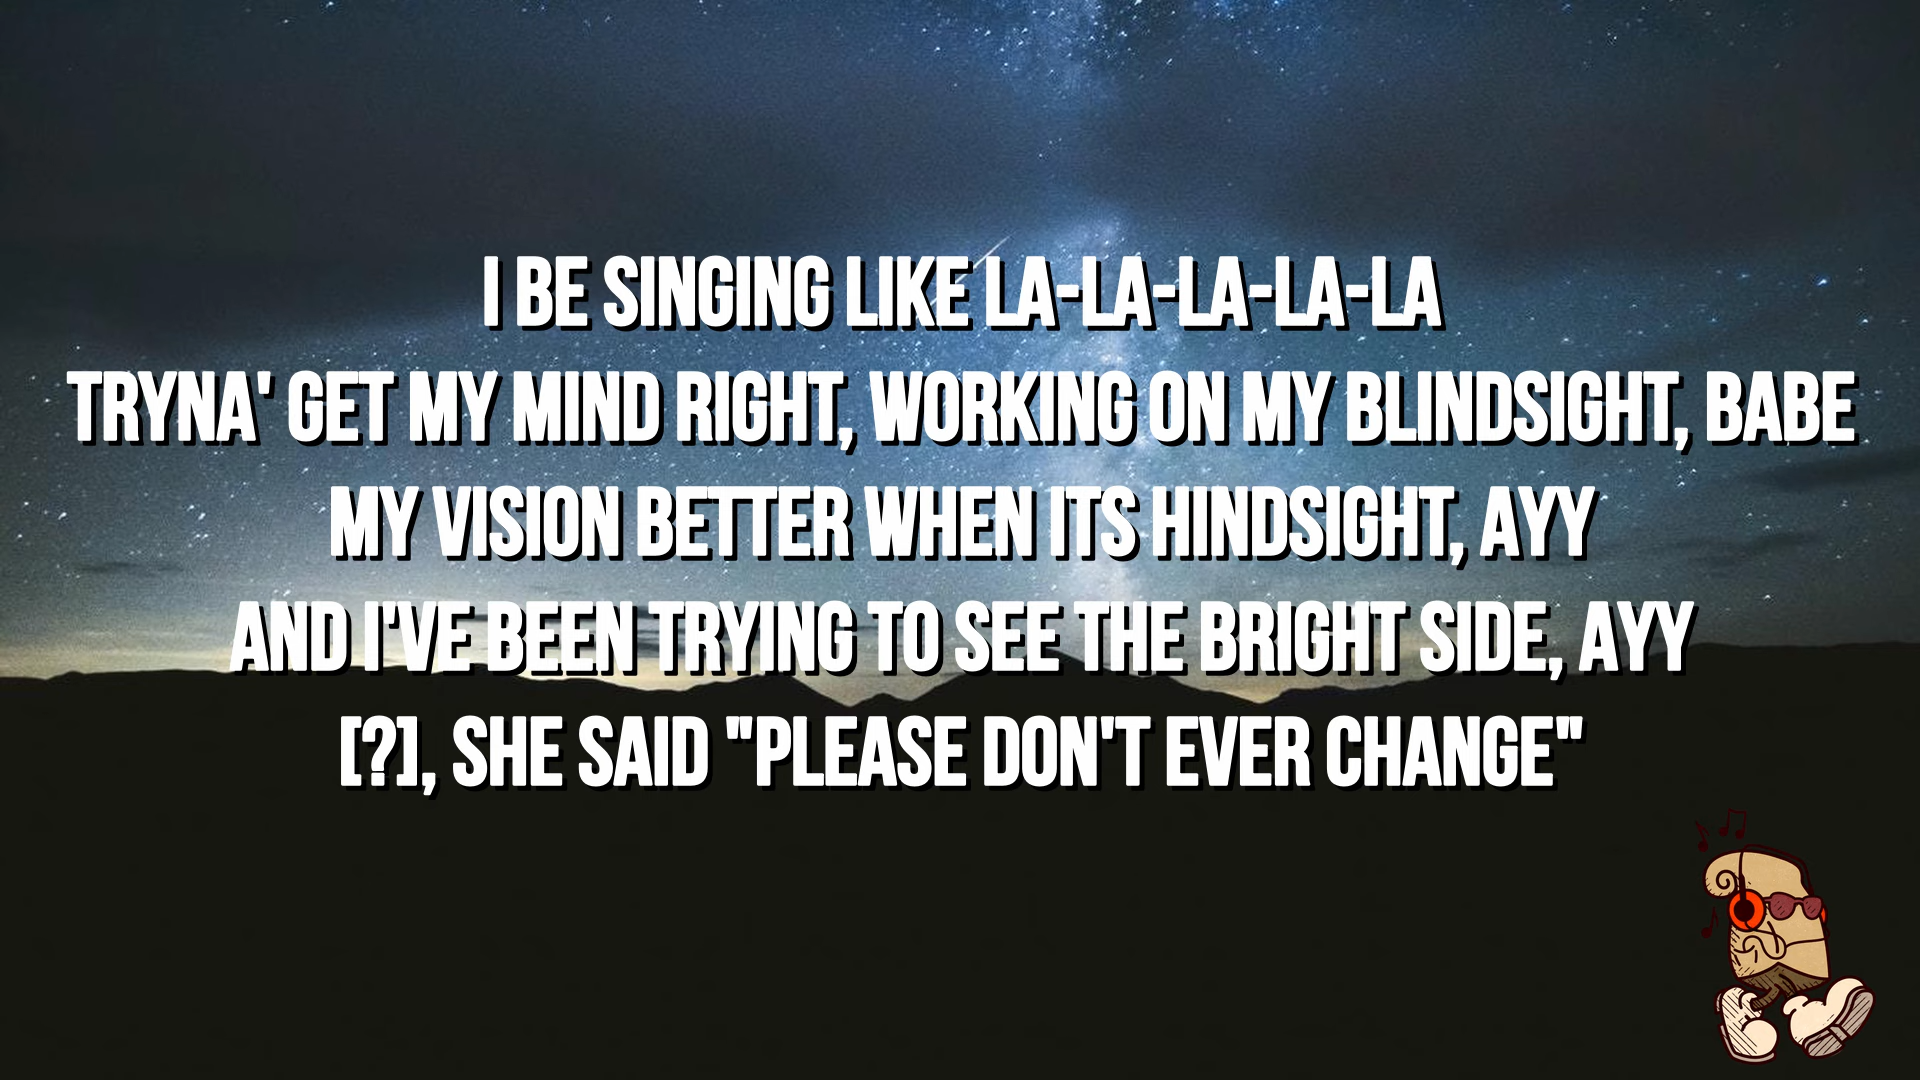 I BE SINGING LIKE LA-LA-LA-LA-LA
TRYNA' GET MY MIND RIGHT, WORKING ON MY BLINDSIGHT, BABE
MY VISION BETTER WHEN ITS HINDSIGHT, AYY
AND I'VE BEEN TRYING TO SEE THE BRIGHT SIDE, AYY
[?], SHE SAID "PLEASE DON'T EVER CHANGE"